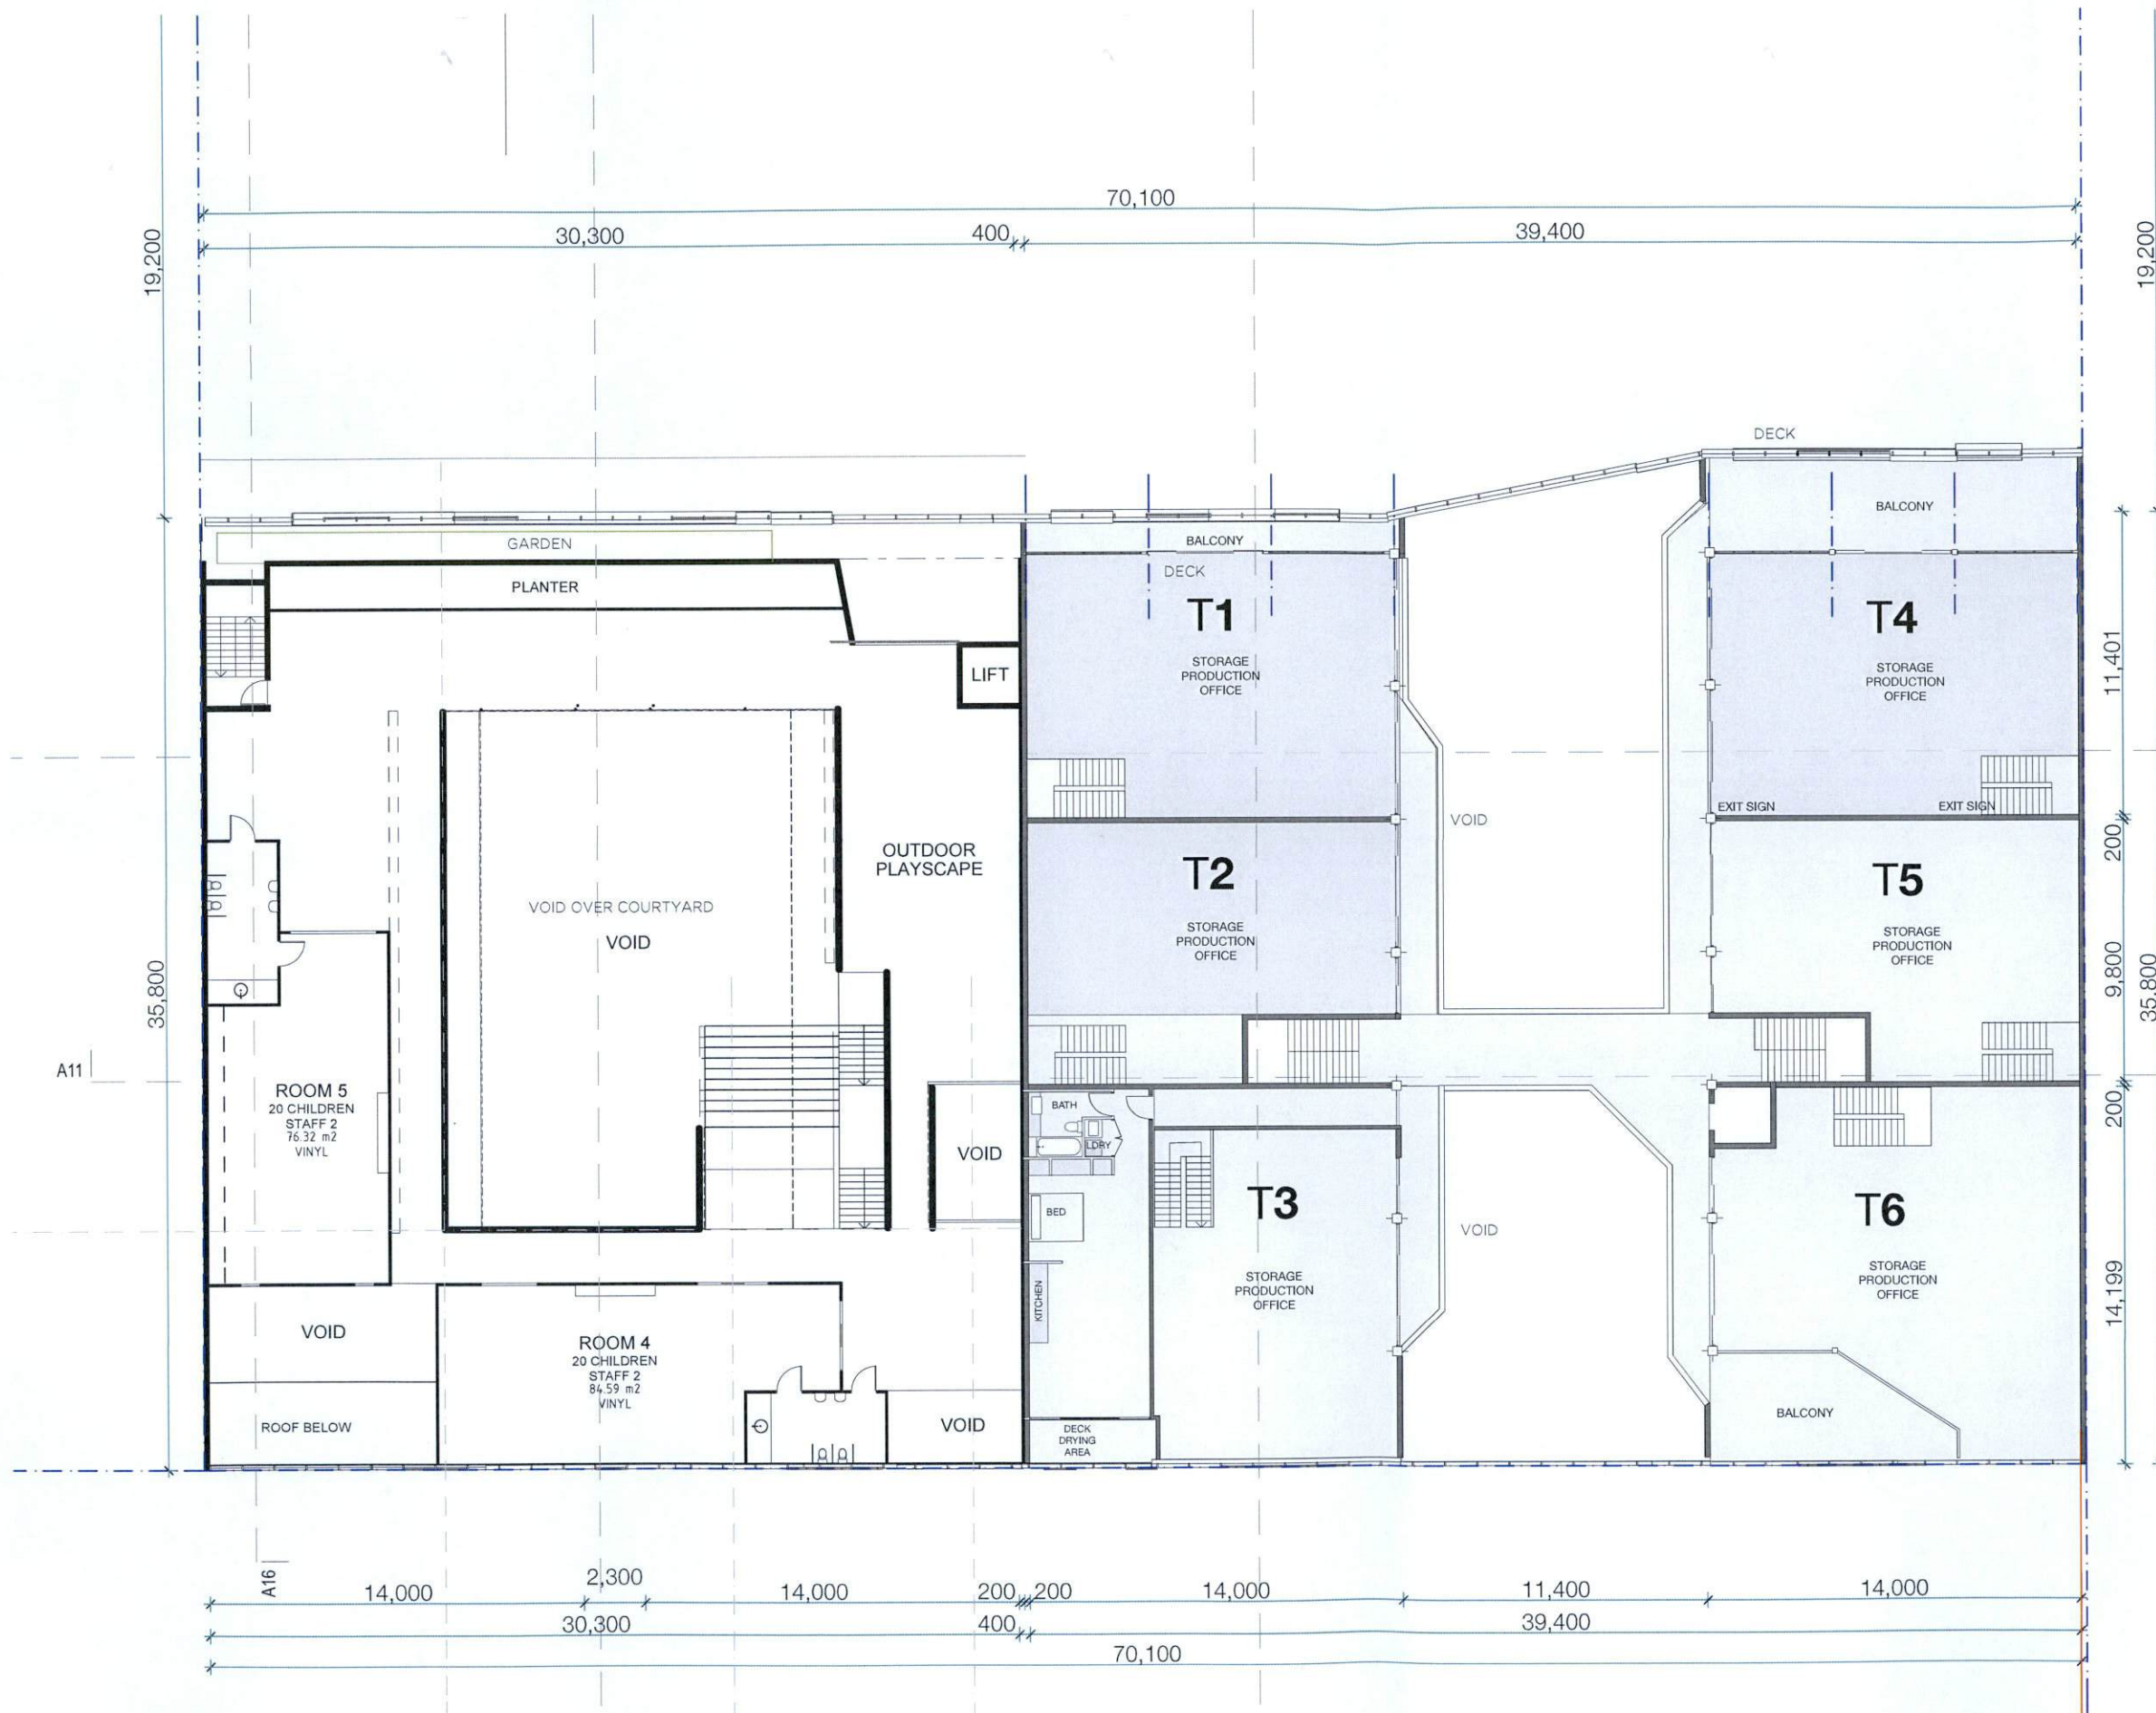 70,100
30,300
400
39,400
19,200
19,200
DECK
BALCONY
GARDEN
BALCONY
PLANTER
DECK
T1
T4
LIFT
STORAGE
PRODUCTION
OFFICE
STORAGE
PRODUCTION
OFFICE
11,401
EXIT SIGN
EXIT SIGN
VOID
200
OUTDOOR
PLAYSCAPE
T2
T5
VOID OVER COURTYARD
VOID
STORAGE
PRODUCTION
OFFICE
STORAGE
PRODUCTION
OFFICE
9,800
35,800
35,800
A11
ROOM 5
20 CHILDREN
STAFF 2
76.32 m2
VINYL
BATH
LDRY
200
VOID
BED
T3
T6
VOID
STORAGE
PRODUCTION
OFFICE
STORAGE
PRODUCTION
OFFICE
KITCHEN
14,199
VOID
ROOM 4
20 CHILDREN
STAFF 2
84.59 m2
VINYL
ROOF BELOW
VOID
DECK
DRYING
AREA
BALCONY
A16
14,000
2,300
14,000
200
200
14,000
11,400
14,000
30,300
400
39,400
70,100